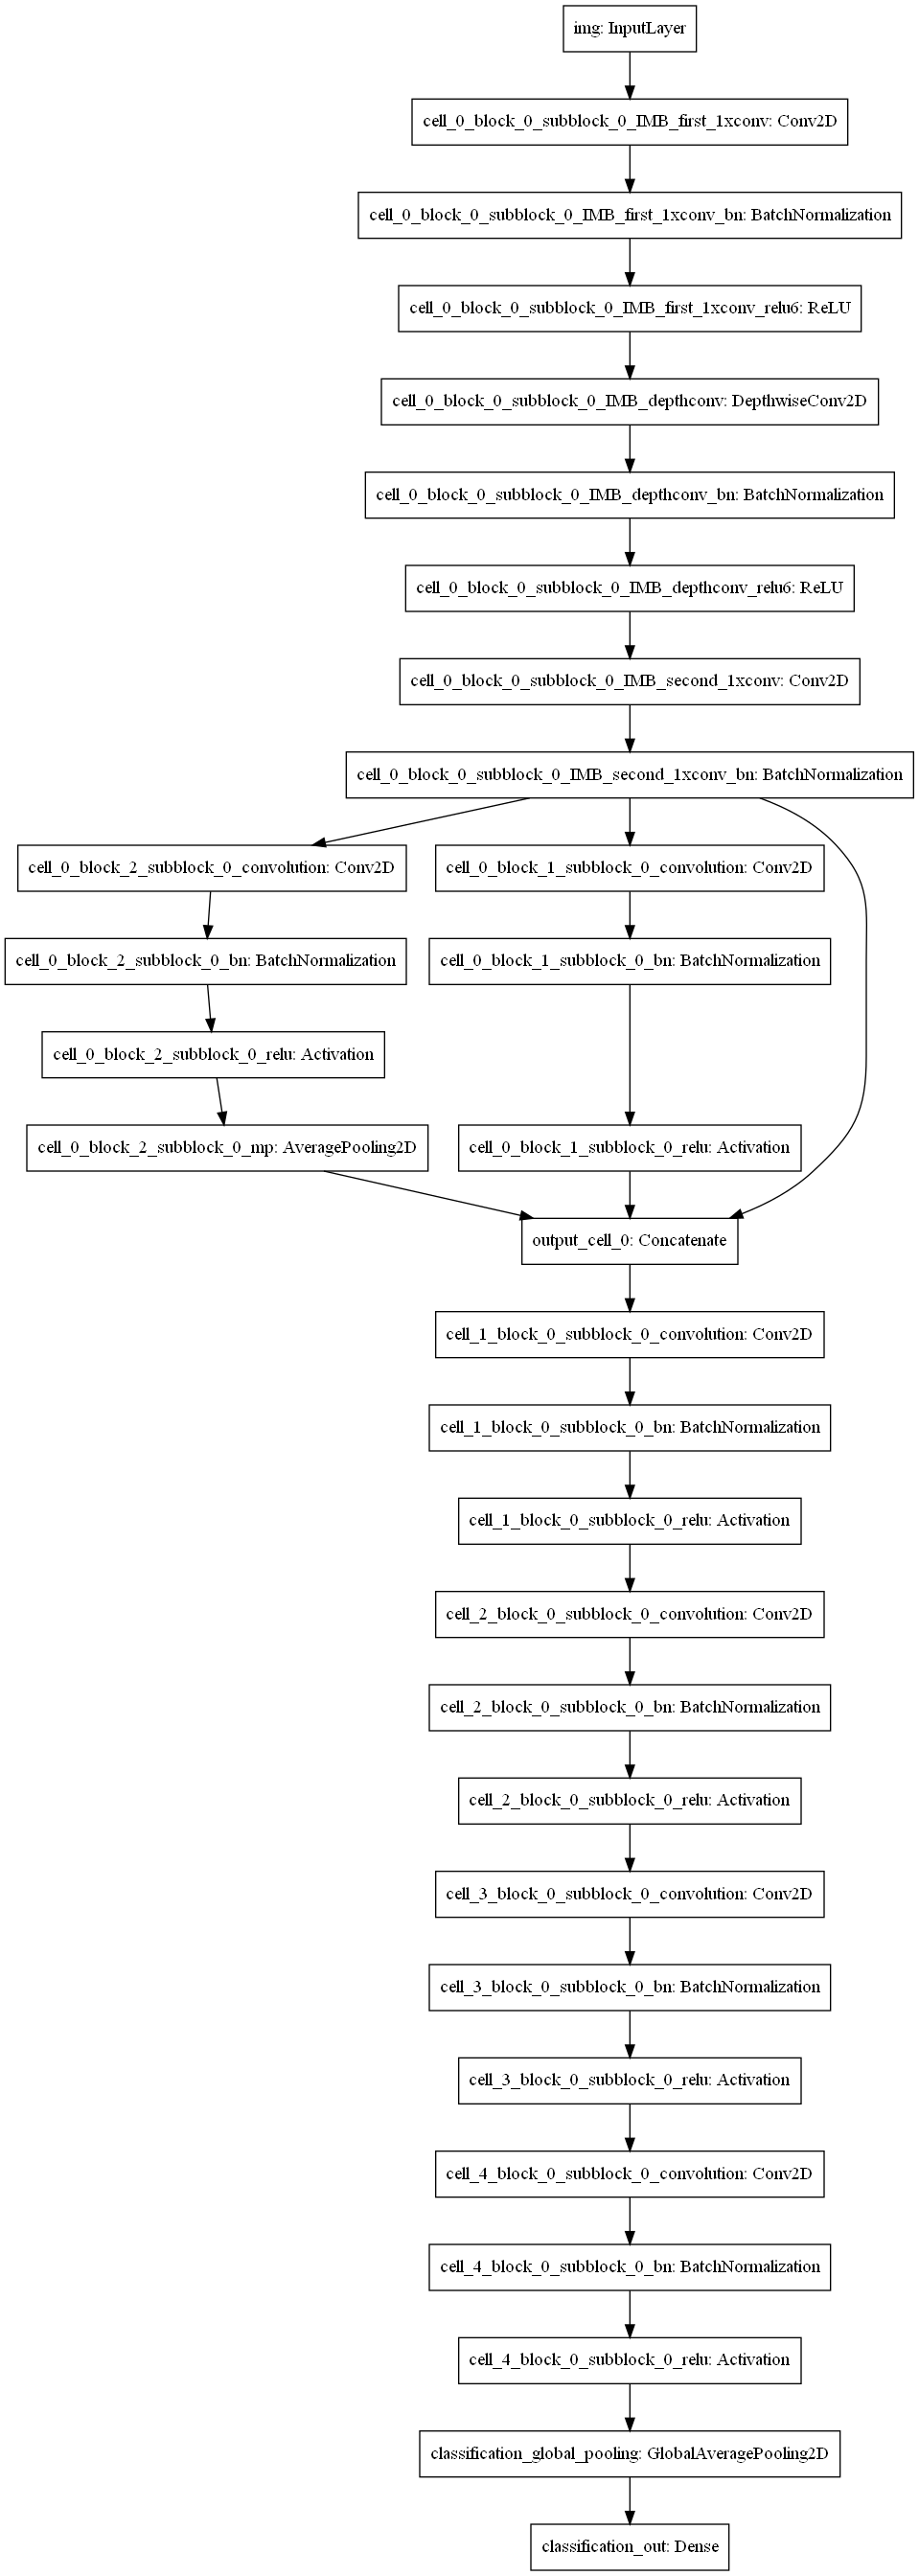 img: InputLayer
cell_0_block_0_subblock_0_IMB_first_1xconv: Conv2D
cell_0_block_0_subblock_0_IMB_first_1xconv_bn: BatchNormalization
cell_0_block_0_subblock_0_IMB_first_1xconv_relu6: ReLU
cell_0_block_0_subblock_0_IMB_depthconv: DepthwiseConv2D
cell_0_block_0_subblock_0_IMB_depthconv_bn: BatchNormalization
cell_0_block_0_subblock_0_IMB_depthconv_relu6: ReLU
cell_0_block_0_subblock_0_IMB_second_1xconv: Conv2D
cell_0_block_0_subblock_0_IMB_second_1xconv_bn: BatchNormalization
cell_0_block_2_subblock_0_convolution: Conv2D
cell_0_block_1_subblock_0_convolution: Conv2D
cell_0_block_2_subblock_0_bn: BatchNormalization
cell_0_block_1_subblock_0_bn: BatchNormalization
cell_0_block_2_subblock_0_relu: Activation
cell_0_block_2_subblock_0_mp: AveragePooling2D
cell_0_block_1_subblock_0_relu: Activation
output_cell_0: Concatenate
cell_1_block_0_subblock_0_convolution: Conv2D
cell_1_block_0_subblock_0_bn: BatchNormalization
cell_1_block_0_subblock_0_relu: Activation
cell_2_block_0_subblock_0_convolution: Conv2D
cell_2_block_0_subblock_0_bn: BatchNormalization
cell_2_block_0_subblock_0_relu: Activation
cell_3_block_0_subblock_0_convolution: Conv2D
cell_3_block_0_subblock_0_bn: BatchNormalization
cell_3_block_0_subblock_0_relu: Activation
cell_4_block_0_subblock_0_convolution: Conv2D
cell_4_block_0_subblock_0_bn: BatchNormalization
cell_4_block_0_subblock_0_relu: Activation
classification_global_pooling: GlobalAveragePooling2D
classification_out: Dense